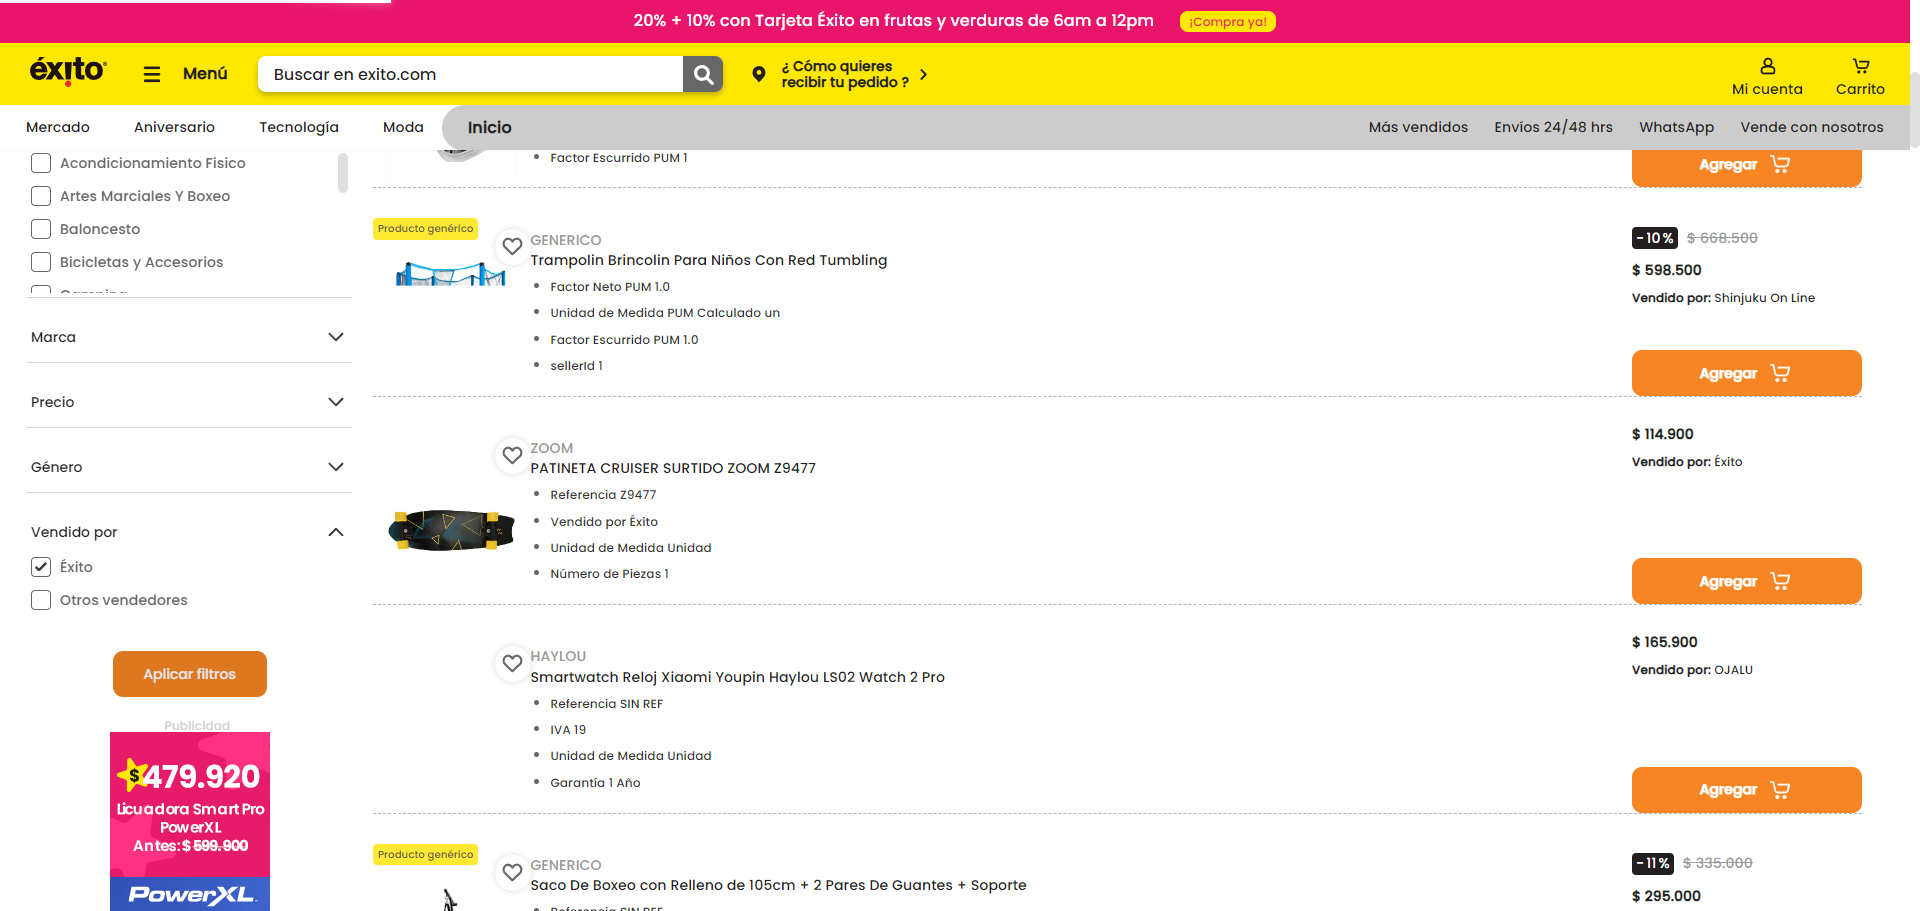 20% + 10% con Tarjeta Éxito en frutas y verduras de 6am a 12pm
¡Compra ya!
éxito
Menú
Buscar en exito.com
¿ Cómo quieres
recibir tu pedido ?
Mi cuenta
Carrito
Mercado
Aniversario
Tecnología
Moda
Inicio
Más vendidos
Envíos 24/48 hrs
WhatsApp
Vende con nosotros
Acondicionamiento Fisico
Artes Marciales Y Boxeo
Baloncesto
Bicicletas y Accesorios
Marca
Precio
Género
Vendido por
Éxito
Otros vendedores
Aplicar filtros
Publicidad
$479.920
Licuadora Smart Pro
PowerXL
Antes: $ 599.900
PowerXL
Factor Escurrido PUM 1
Agregar
Producto genérico
GENERICO
Trampolin Brincolin Para Niños Con Red Tumbling
Factor Neto PUM 1.0
Unidad de Medida PUM Calculado un
Factor Escurrido PUM 1.0
sellerId 1
-10%
$ 668.500
$ 598.500
Vendido por: Shinjuku On Line
Agregar
ZOOM
PATINETA CRUISER SURTIDO ZOOM Z9477
Referencia Z9477
Vendido por Éxito
Unidad de Medida Unidad
Número de Piezas 1
$ 114.900
Vendido por: Éxito
Agregar
HAYLOU
Smartwatch Reloj Xiaomi Youpin Haylou LS02 Watch 2 Pro
Referencia SIN REF
IVA 19
Unidad de Medida Unidad
Garantía 1 Año
$ 165.900
Vendido por: OJALU
Agregar
Producto genérico
GENERICO
Saco De Boxeo con Relleno de 105cm + 2 Pares De Guantes + Soporte
Referencia SIN REF
-11%
$ 335.000
$ 295.000